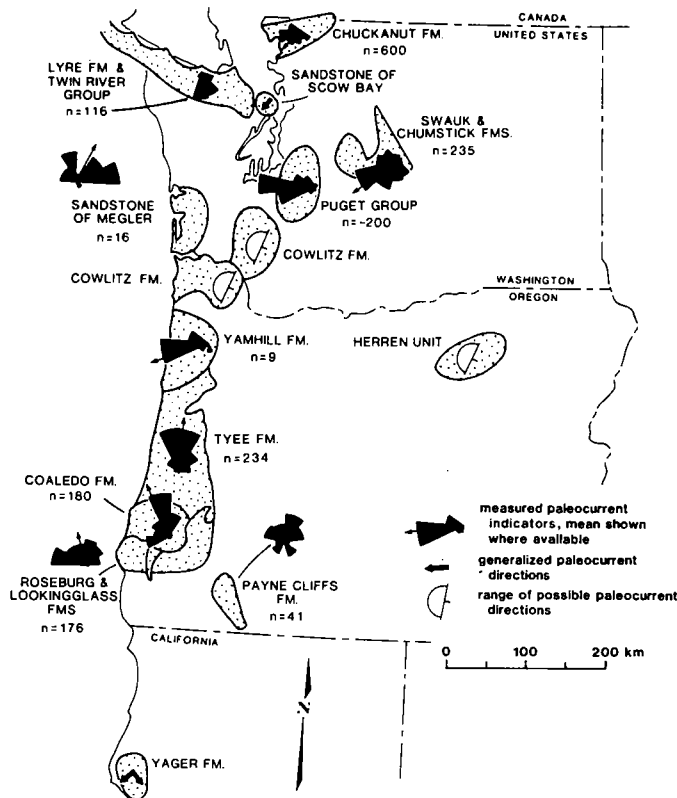 CANADA
UNITED STATES
CHUCKANUT FM.
n=600
LYRE FM &
TWIN RIVER
GROUP
n=116
SANDSTONE OF
SCOW BAY
SWAUK &
CHUMSTICK FMS.
n=235
SANDSTONE
OF MEGLER
n=16
PUGET GROUP
n=~200
COWLITZ FM.
COWLITZ FM.
WASHINGTON
OREGON
YAMHILL FM.
n=9
HERREN UNIT
TYEE FM.
n=234
COALEDO FM.
n=180
measured paleocurrent
indicators, mean shown
where available
generalized paleocurrent
directions
range of possible paleocurrent
directions
ROSEBURG &
LOOKINGGLASS
FMS
n=176
PAYNE CLIFFS
FM.
n=41
CALIFORNIA
0 100 200 km
N
YAGER FM.